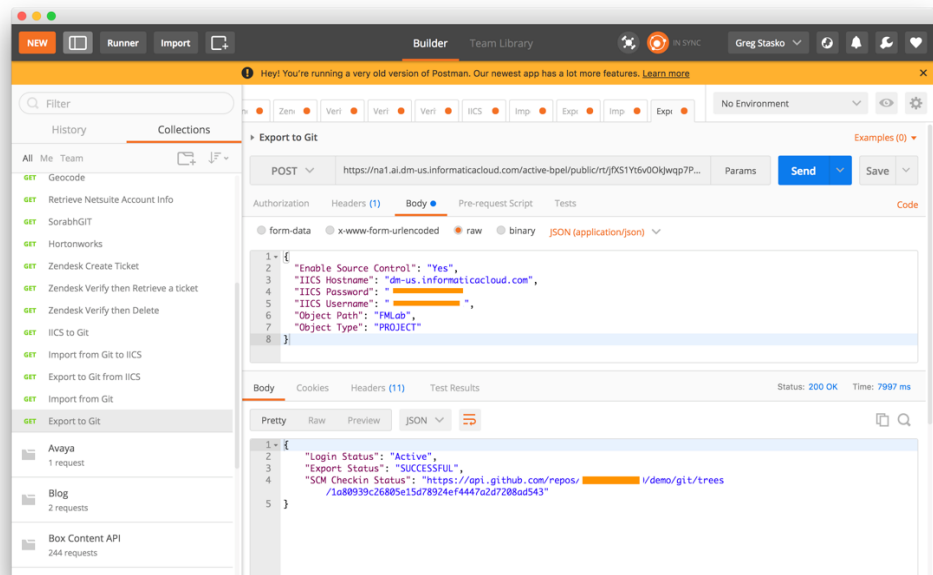 NEW
Runner
Import
Builder
Team Library
IN SYNC
Greg Stasko
Hey! You're running a very old version of Postman. Our newest app has a lot more features. Learn more
Filter
History
Collections
All Me Team
GET Geocode
GET Retrieve Netsuite Account Info
GET SorabhGIT
GET Hortonworks
GET Zendesk Create Ticket
GET Zendesk Verify then Retrieve a ticket
GET Zendesk Verify then Delete
GET IICS to Git
GET Import from Git to IICS
GET Export to Git from IICS
GET Import from Git
GET Export to Git
Avaya
1 request
Blog
2 requests
Box Content API
244 requests
Zend
Veri
Veri
Veri
IICS
Imp
Exp
Imp
Exp
No Environment
Export to Git
Examples (0)
POST
https://na1.ai.dm-us.informaticacloud.com/active-bpel/public/rt/jfXS1Yt6v0OkJwqp7P...
Params
Send
Save
Authorization
Headers (1)
Body
Pre-request Script
Tests
Code
form-data
x-www-form-urlencoded
raw
binary
JSON (application/json)
1 {
2 "Enable Source Control": "Yes",
3 "IICS Hostname": "dm-us.informaticacloud.com",
4 "IICS Password": "
5 "IICS Username": " ",
6 "Object Path": "FMLab",
7 "Object Type": "PROJECT"
8 }
Body
Cookies
Headers (11)
Test Results
Status: 200 OK
Time: 7997 ms
Pretty
Raw
Preview
JSON
1 {
2 "Login Status": "Active",
3 "Export Status": "SUCCESSFUL",
4 "SCM Checkin Status": "https://api.github.com/repos/ /demo/git/trees
/1a80939c26805e15d78924ef4447a2d7208ad543"
5 }